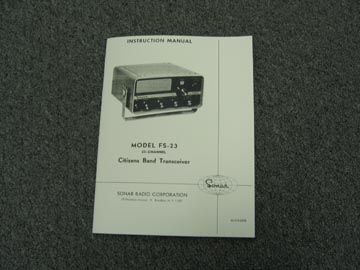 INSTRUCTION MANUAL
MODEL FS-23
23-CHANNEL
Citizens Band Transceiver
Sonar
SONAR RADIO CORPORATION